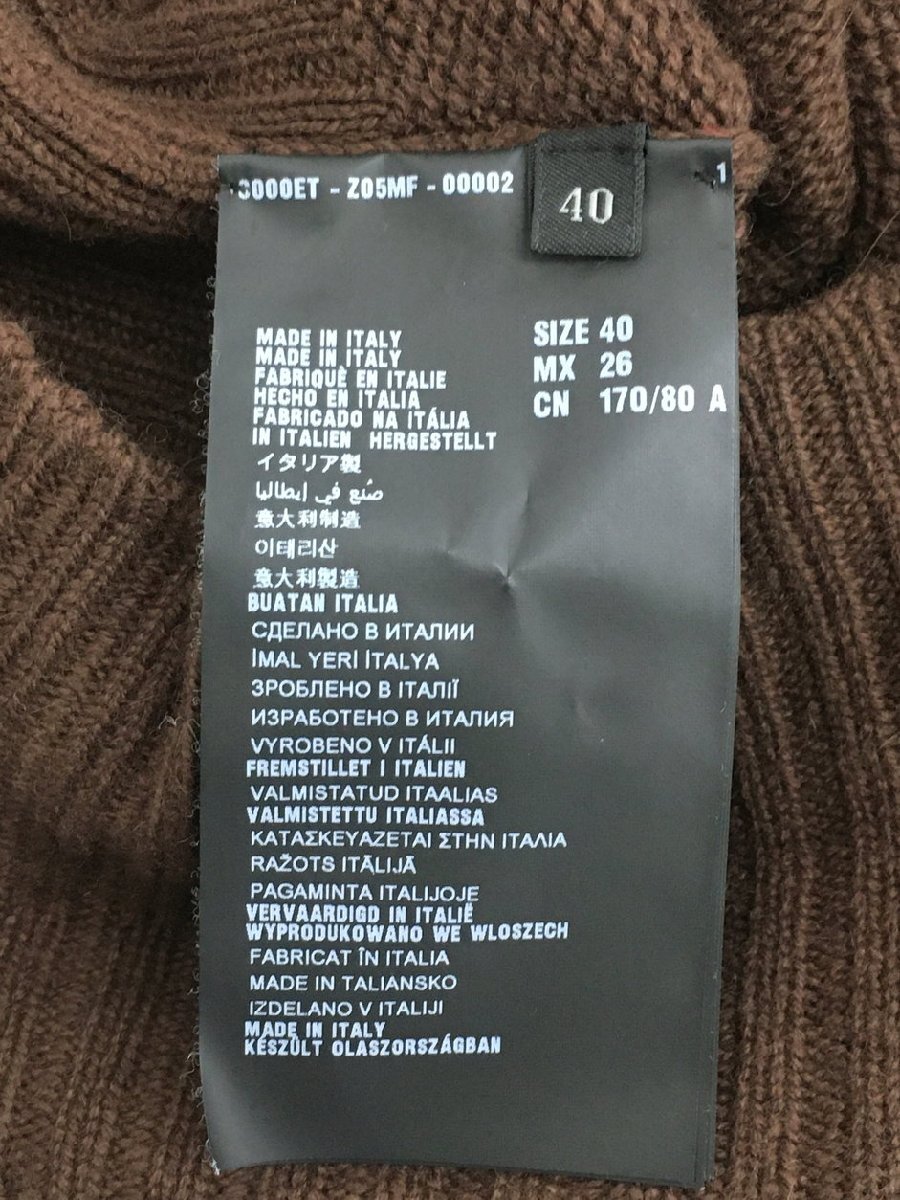 3000ET - Z05MF - 00002
1
40
SIZE 40
MX 26
CN 170/80 A
MADE IN ITALY
MADE IN ITALY
FABRIQUÈ EN ITALIE
HECHO EN ITALIA
FABRICADO NA ITÁLIA
IN ITALIEN HERGESTELLT
イタリア製
صُنع في إيطاليا
意大利制造
이테리산
意大利製造
BUATAN ITALIA
СДЕЛАНО В ИТАЛИИ
İMAL YERİ İTALYA
ЗРОБЛЕНО В ІТАЛІЇ
ИЗРАБОТЕНО В ИТАЛИЯ
VYROBENO V ITÁLII
FREMSTILLET I ITALIEN
VALMISTATUD ITAALIAS
VALMISTETTU ITALIASSA
ΚΑΤΑΣΚΕΥΑΖΕΤΑΙ ΣΤΗΝ ΙΤΑΛΙΑ
RAŽOTS ITĀLIJĀ
PAGAMINTA ITALIJOJE
VERVAARDIGD IN ITALIË
WYPRODUKOWANO WE WLOSZECH
FABRICAT ÎN ITALIA
MADE IN TALIANSKO
IZDELANO V ITALIJI
MADE IN ITALY
KÉSZÜLT OLASZORSZÁGBAN